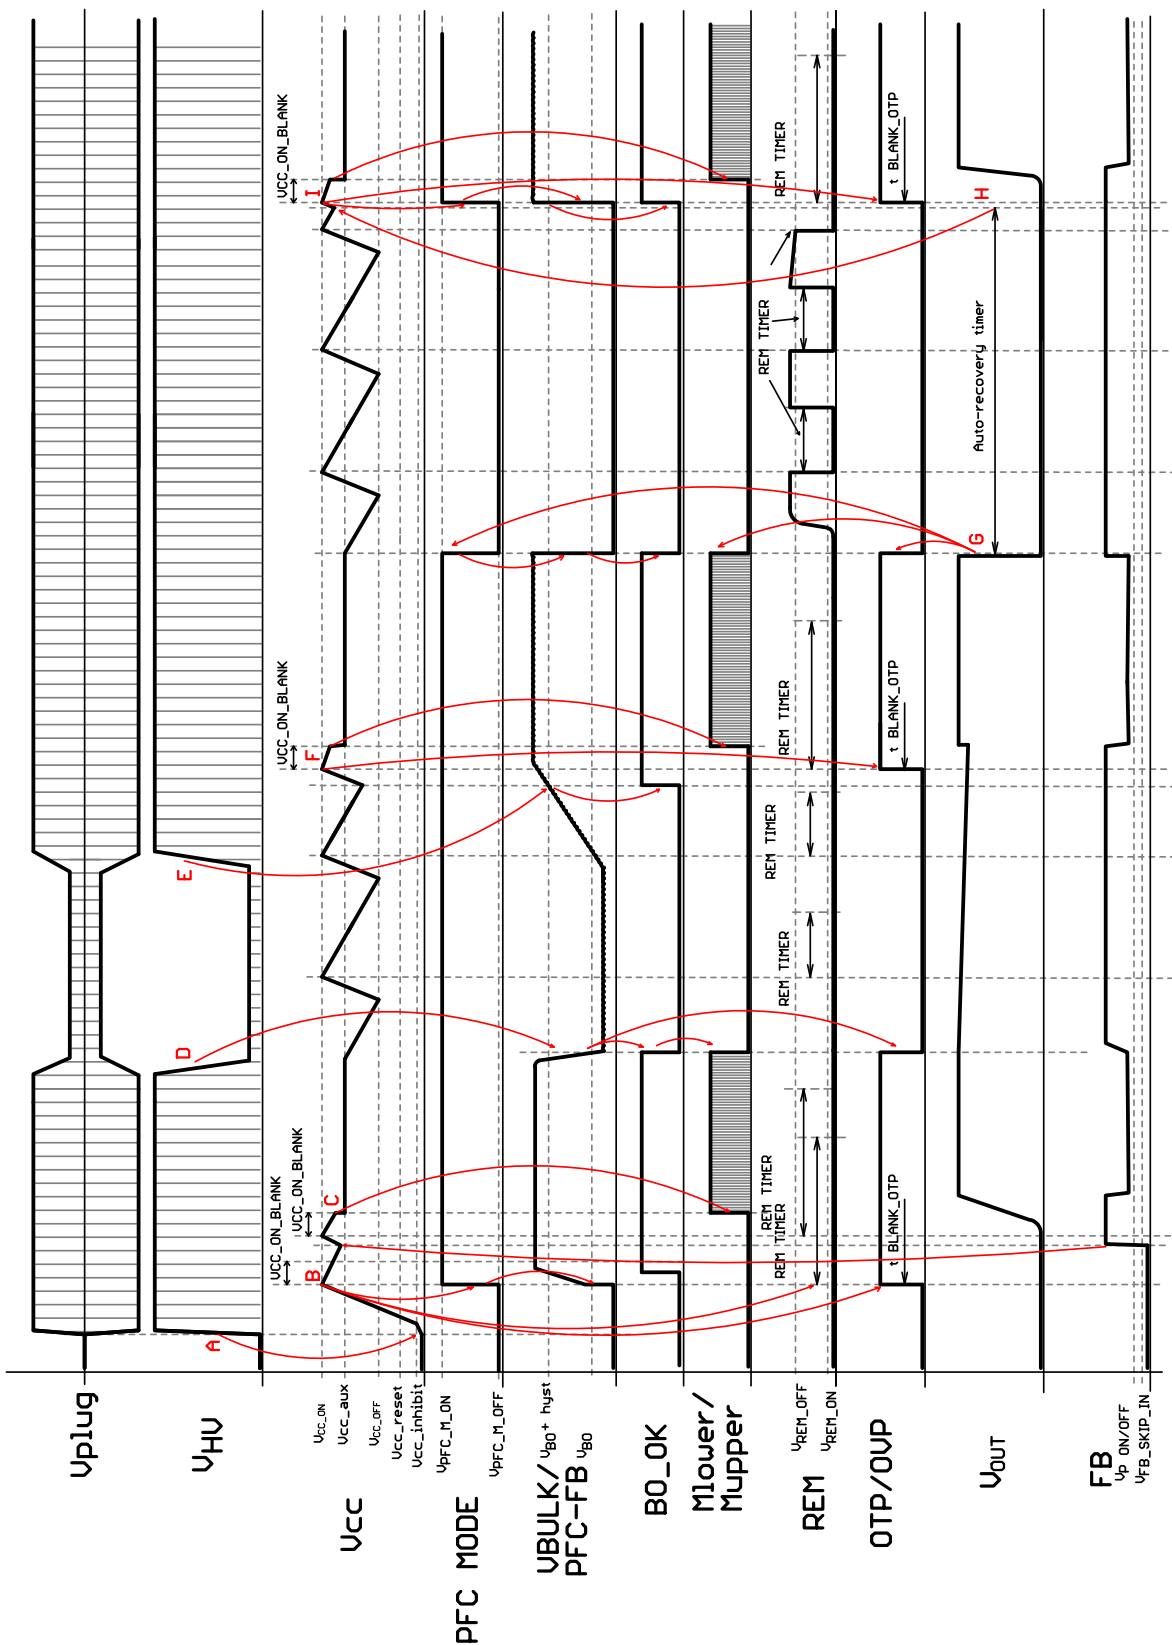 Vplug
VHV
Vcc
VCC_ON
Vcc_aux
VCC_OFF
Vcc_reset
Vcc_inhibit
PFC MODE
VPFC_M_ON
VPFC_M_OFF
VBULK/
PFC-FB
VBO + hyst
VBO
BO_OK
Mlower/
Mupper
REM
VREM_OFF
VREM_ON
OTP/OVP
VOUT
FB
VP ON/OFF
VFB_SKIP_IN
A
B
C
D
E
F
G
H
I
VCC_ON_BLANK
VCC_ON_BLANK
VCC_ON_BLANK
VCC_ON_BLANK
REM TIMER
REM TIMER
REM TIMER
REM TIMER
REM TIMER
REM TIMER
REM TIMER
t BLANK_OTP
t BLANK_OTP
t BLANK_OTP
Auto-recovery timer